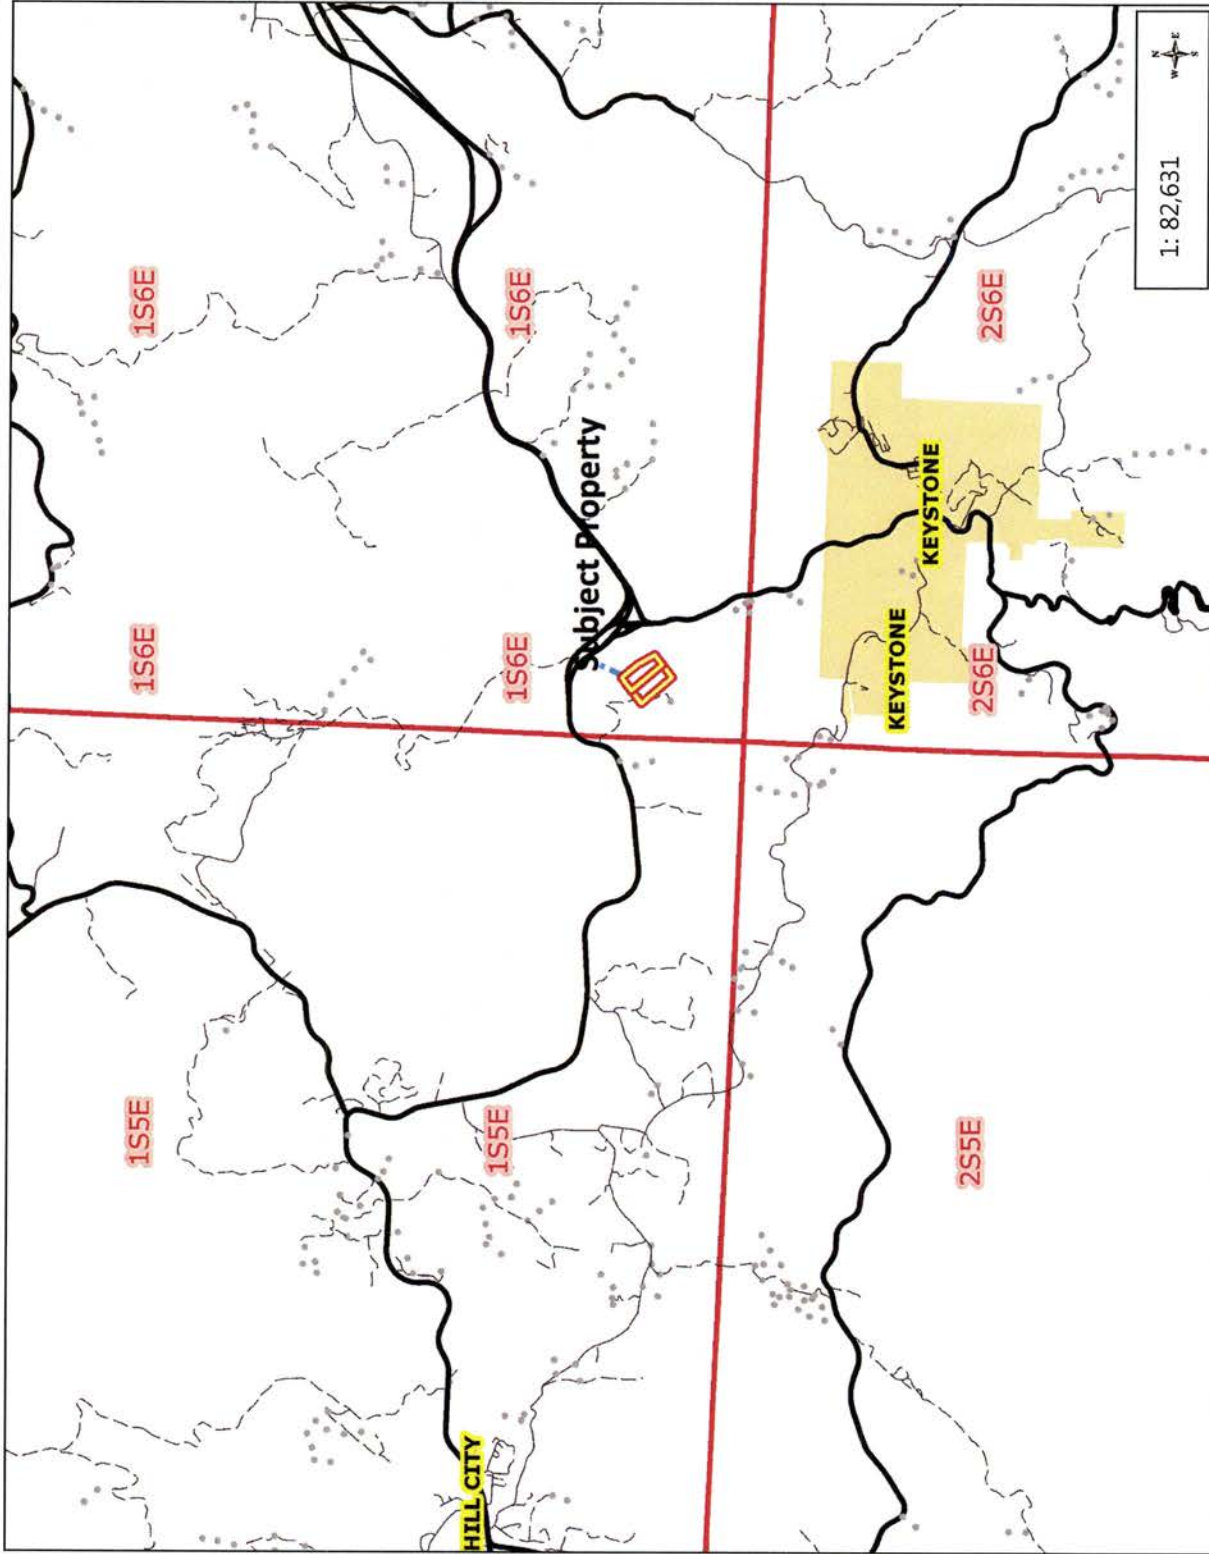 1S5E
1S6E
1S6E
HILL CITY
1S5E
1S6E
1S6E
Subject Property
KEYSTONE
KEYSTONE
2S5E
2S6E
2S6E
1: 82,631
N
W E
S